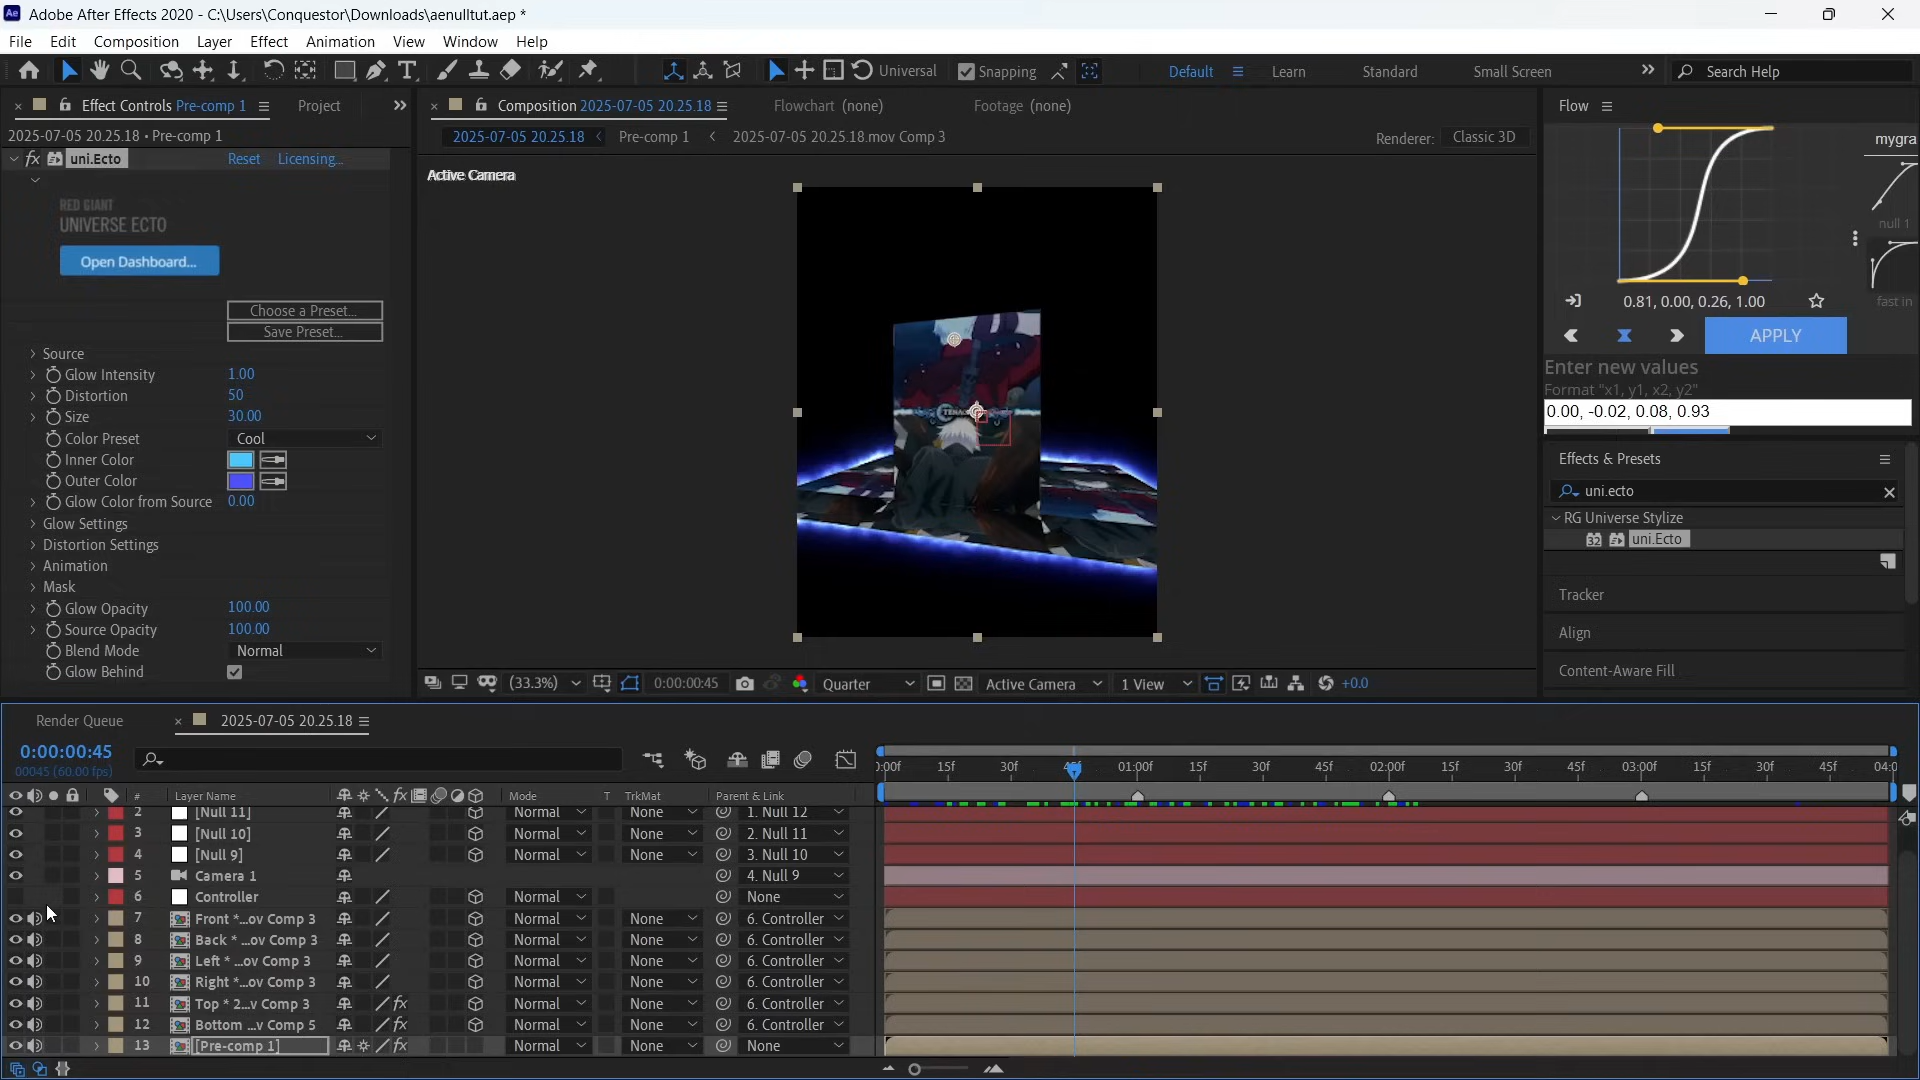 Adobe After Effects 2020 - C:\Users\Conquestor\Downloads\aenulltut.aep *
File Edit Composition Layer Effect Animation View Window Help
Universal Snapping Default Learn Standard Small Screen Search Help
Effect Controls Pre-comp 1 Project
2025-07-05 20.25.18 • Pre-comp 1
fx uni.Ecto Reset Licensing...
RED GIANT
UNIVERSE ECTO
Open Dashboard...
Choose a Preset...
Save Preset...
Source
Glow Intensity 1.00
Distortion 50
Size 30.00
Color Preset Cool
Inner Color
Outer Color
Glow Color from Source 0.00
Glow Settings
Distortion Settings
Animation
Mask
Glow Opacity 100.00
Source Opacity 100.00
Blend Mode Normal
Glow Behind
Composition 2025-07-05 20.25.18 Flowchart (none) Footage (none)
2025-07-05 20.25.18 Pre-comp 1 2025-07-05 20.25.18.mov Comp 3
Renderer: Classic 3D
Active Camera
(33.3%) 0:00:00:45 Quarter Active Camera 1 View +0.0
Flow
mygra
null 1
0.81, 0.00, 0.26, 1.00
fast in
APPLY
Enter new values
Format "x1, y1, x2, y2"
0.00, -0.02, 0.08, 0.93
Effects & Presets
uni.ecto
RG Universe Stylize
32 uni.Ecto
Tracker
Align
Content-Aware Fill
Render Queue 2025-07-05 20.25.18
0:00:00:45
00045 (60.00 fps)
):00f 15f 30f 45f 01:00f 15f 30f 45f 02:00f 15f 30f 45f 03:00f 15f 30f 45f 04:0
# Layer Name fx Mode T TrkMat Parent & Link
2 [Null 11] Normal None 1. Null 12
3 [Null 10] Normal None 2. Null 11
4 [Null 9] Normal None 3. Null 10
5 Camera 1 4. Null 9
6 Controller Normal None
7 Front *...ov Comp 3 Normal None 6. Controller
8 Back * ...ov Comp 3 Normal None 6. Controller
9 Left * ...ov Comp 3 Normal None 6. Controller
10 Right *...ov Comp 3 Normal None 6. Controller
11 Top * 2...v Comp 3 fx Normal None 6. Controller
12 Bottom ...v Comp 5 fx Normal None 6. Controller
13 [Pre-comp 1] fx Normal None None